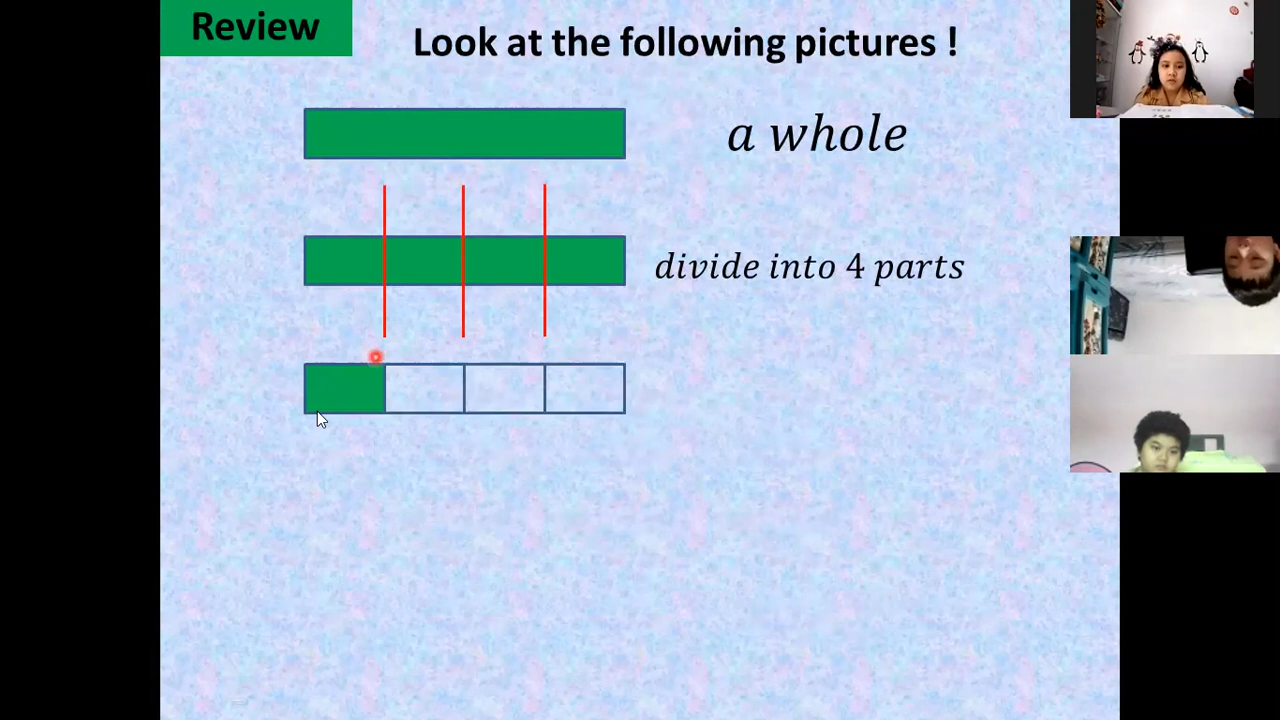 Review
Look at the following pictures !
a whole
divide into 4 parts